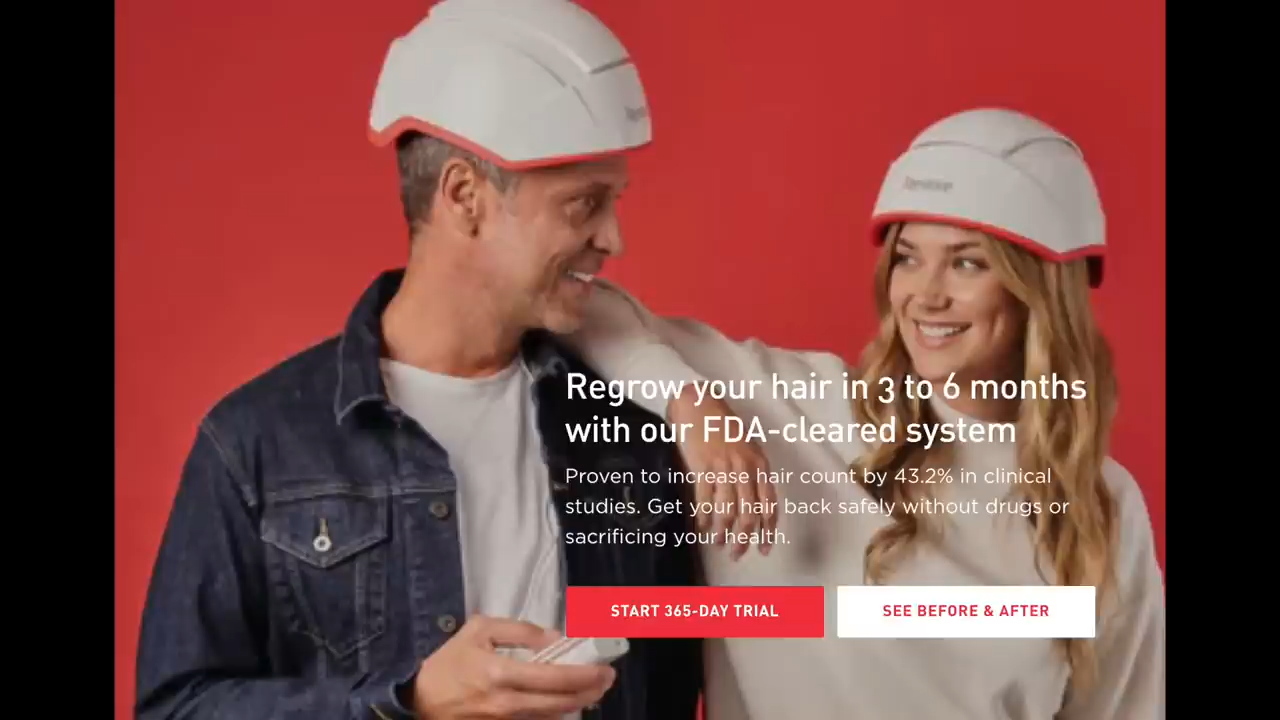 Regrow your hair in 3 to 6 months
with our FDA-cleared system
Proven to increase hair count by 43.2% in clinical
studies. Get your hair back safely without drugs or
sacrificing your health.
START 365-DAY TRIAL
SEE BEFORE & AFTER